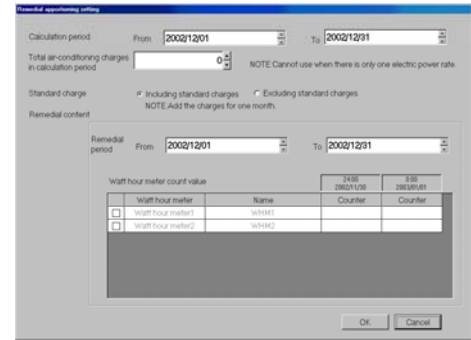 Remedial apportioning setting
Calculation period From 2002/12/01 To 2002/12/31
Total air-conditioning charges
in calculation period 0 NOTE:Cannot use when there is only one electric power rate.
Standard charge Including standard charges Excluding standard charges
NOTE:Add the charges for one month.
Remedial content
Remedial
period From 2002/12/01 To 2002/12/31
Watt hour meter count value 24:00 0:00
2002/11/30 2003/01/01
Watt hour meter Name Counter Counter
Watt hour meter1 WHM1
Watt hour meter2 WHM2
OK Cancel